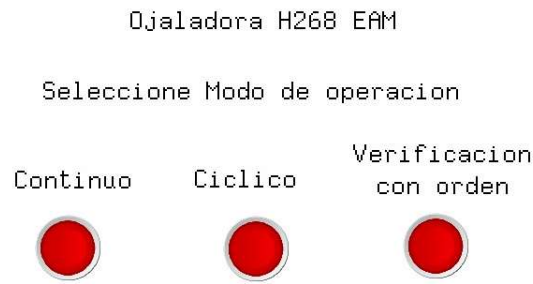 Ojaladora H268 EAM
Seleccione Modo de operacion
Continuo
Ciclico
Verificacion
con orden